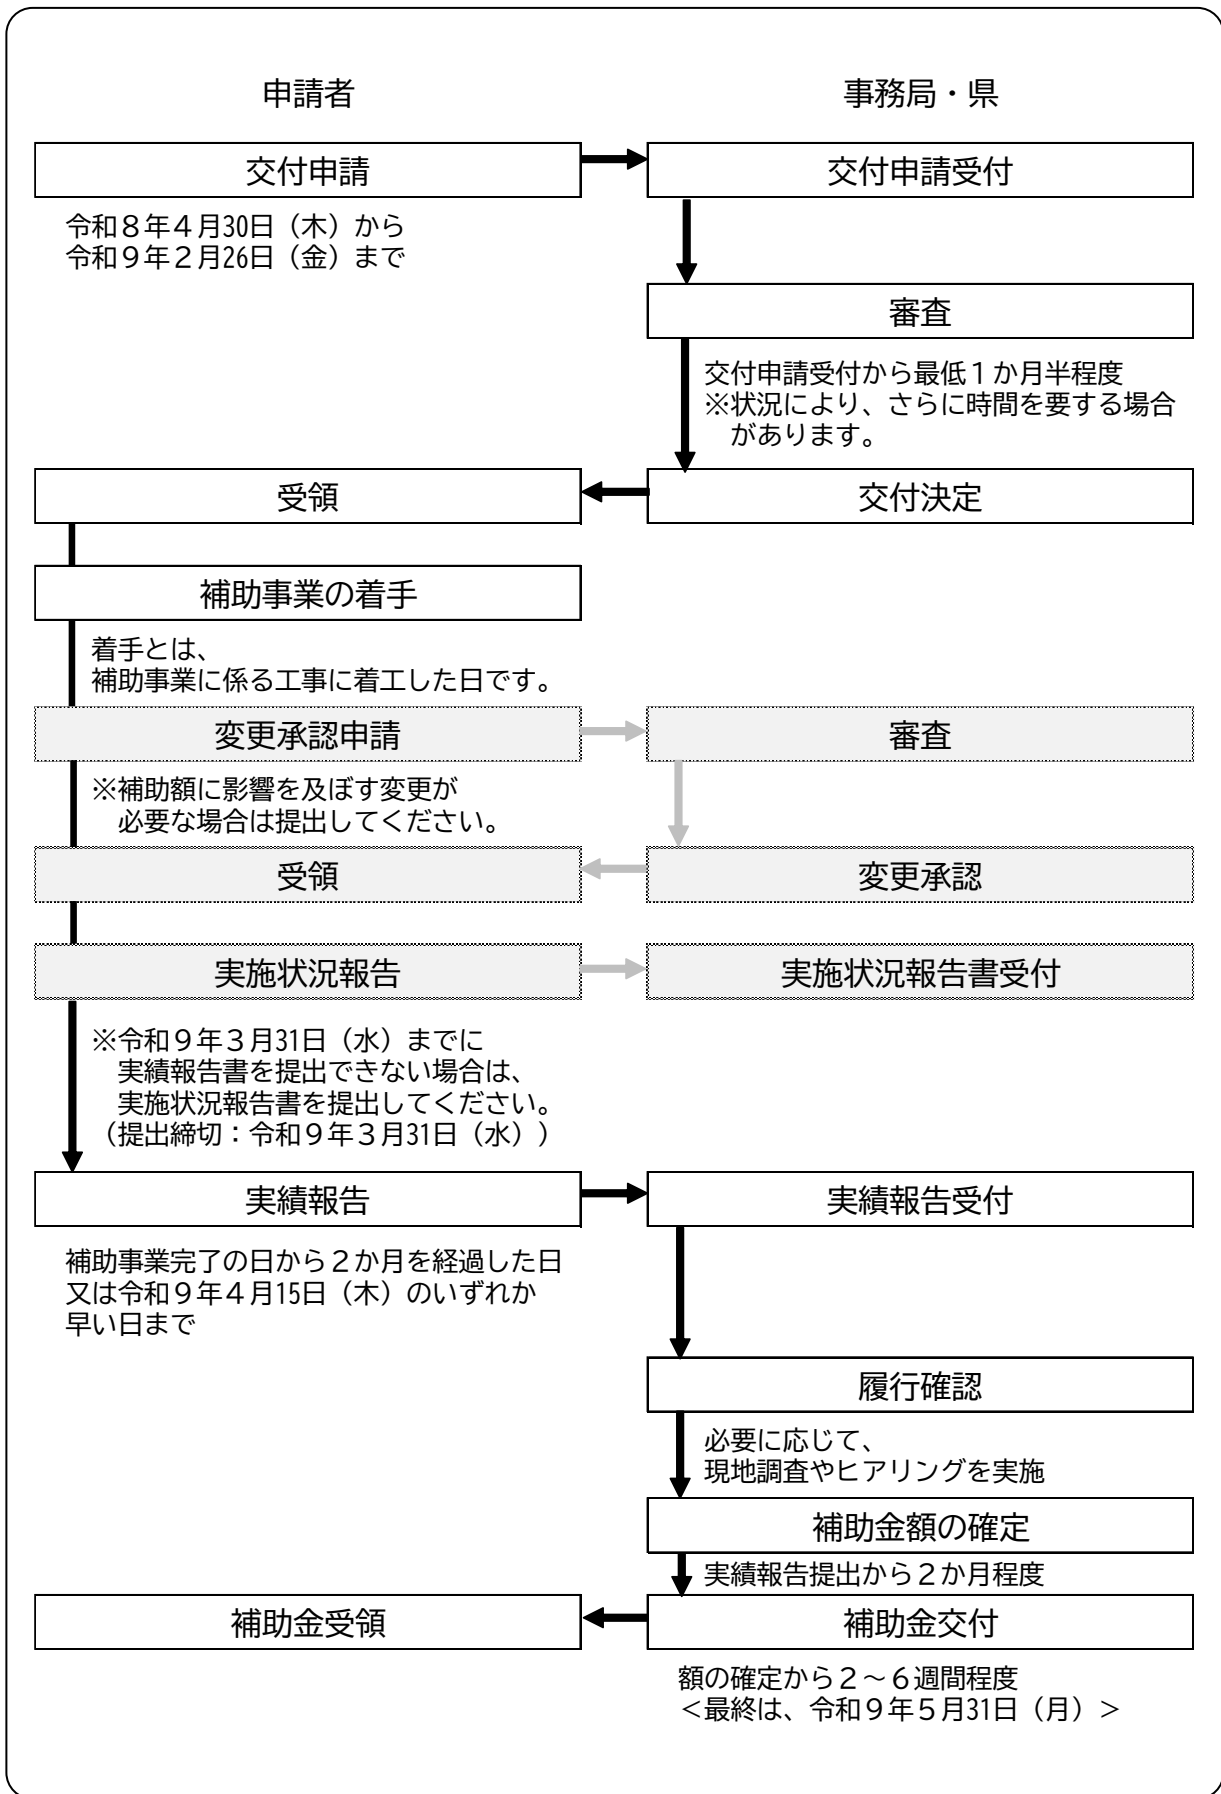 申請者
事務局・県
交付申請
交付申請受付
令和８年４月30日（木）から
令和９年２月26日（金）まで
審査
交付申請受付から最低１か月半程度
※状況により、さらに時間を要する場合
があります。
受領
交付決定
補助事業の着手
着手とは、
補助事業に係る工事に着工した日です。
変更承認申請
審査
※補助額に影響を及ぼす変更が
必要な場合は提出してください。
受領
変更承認
実施状況報告
実施状況報告書受付
※令和９年３月31日（水）までに
実績報告書を提出できない場合は、
実施状況報告書を提出してください。
（提出締切：令和９年３月31日（水））
実績報告
実績報告受付
補助事業完了の日から２か月を経過した日
又は令和９年４月15日（木）のいずれか
早い日まで
履行確認
必要に応じて、
現地調査やヒアリングを実施
補助金額の確定
実績報告提出から２か月程度
補助金受領
補助金交付
額の確定から２～６週間程度
＜最終は、令和９年５月31日（月）＞